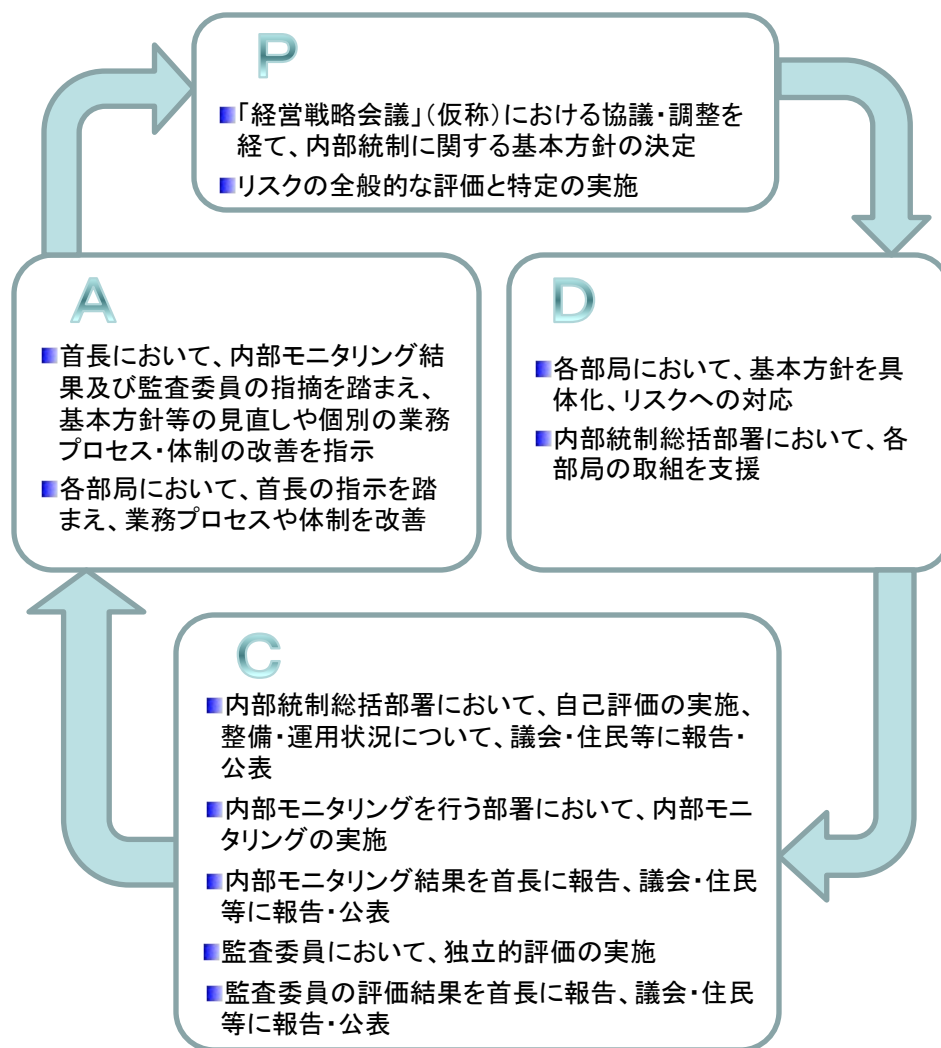 P
■「経営戦略会議」(仮称)における協議・調整を
経て、内部統制に関する基本方針の決定
■リスクの全般的な評価と特定の実施
A
■首長において、内部モニタリング結
果及び監査委員の指摘を踏まえ、
基本方針等の見直しや個別の業務
プロセス・体制の改善を指示
■各部局において、首長の指示を踏
まえ、業務プロセスや体制を改善
D
■各部局において、基本方針を具
体化、リスクへの対応
■内部統制総括部署において、各
部局の取組を支援
C
■内部統制総括部署において、自己評価の実施、
整備・運用状況について、議会・住民等に報告・
公表
■内部モニタリングを行う部署において、内部モニ
タリングの実施
■内部モニタリング結果を首長に報告、議会・住民
等に報告・公表
■監査委員において、独立的評価の実施
■監査委員の評価結果を首長に報告、議会・住民
等に報告・公表